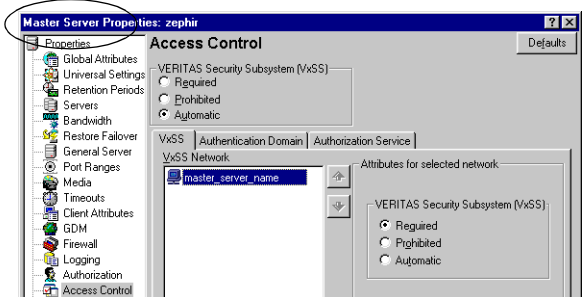 Master Server Properties: zephir
Properties
Global Attributes
Universal Settings
Retention Periods
Servers
Bandwidth
Restore Failover
General Server
Port Ranges
Media
Timeouts
Client Attributes
GDM
Firewall
Logging
Authorization
Access Control
Access Control
Defaults
VERITAS Security Subsystem (VxSS)
Required
Prohibited
Automatic
VxSS Authentication Domain Authorization Service
VxSS Network
master_server_name
Attributes for selected network
VERITAS Security Subsystem (VxSS)
Required
Prohibited
Automatic